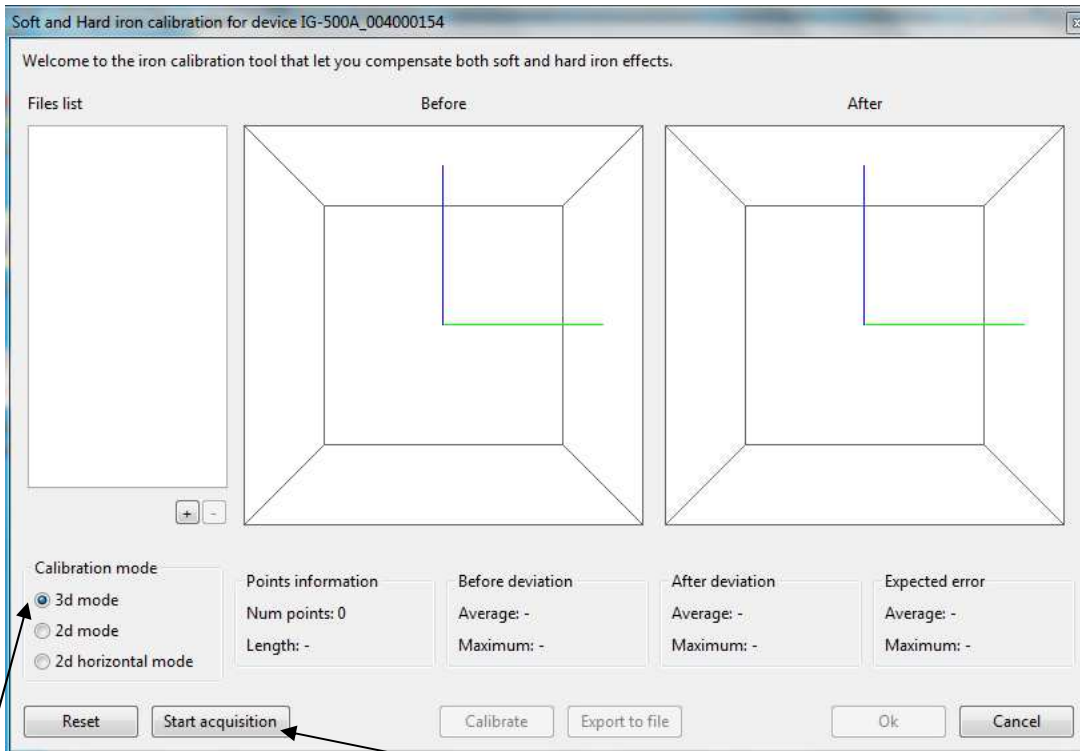 Soft and Hard iron calibration for device IG-500A_004000154
Welcome to the iron calibration tool that let you compensate both soft and hard iron effects.
Files list
Before
After
+
-
Calibration mode
3d mode
2d mode
2d horizontal mode
Points information
Num points: 0
Length: -
Before deviation
Average: -
Maximum: -
After deviation
Average: -
Maximum: -
Expected error
Average: -
Maximum: -
Reset
Start acquisition
Calibrate
Export to file
Ok
Cancel